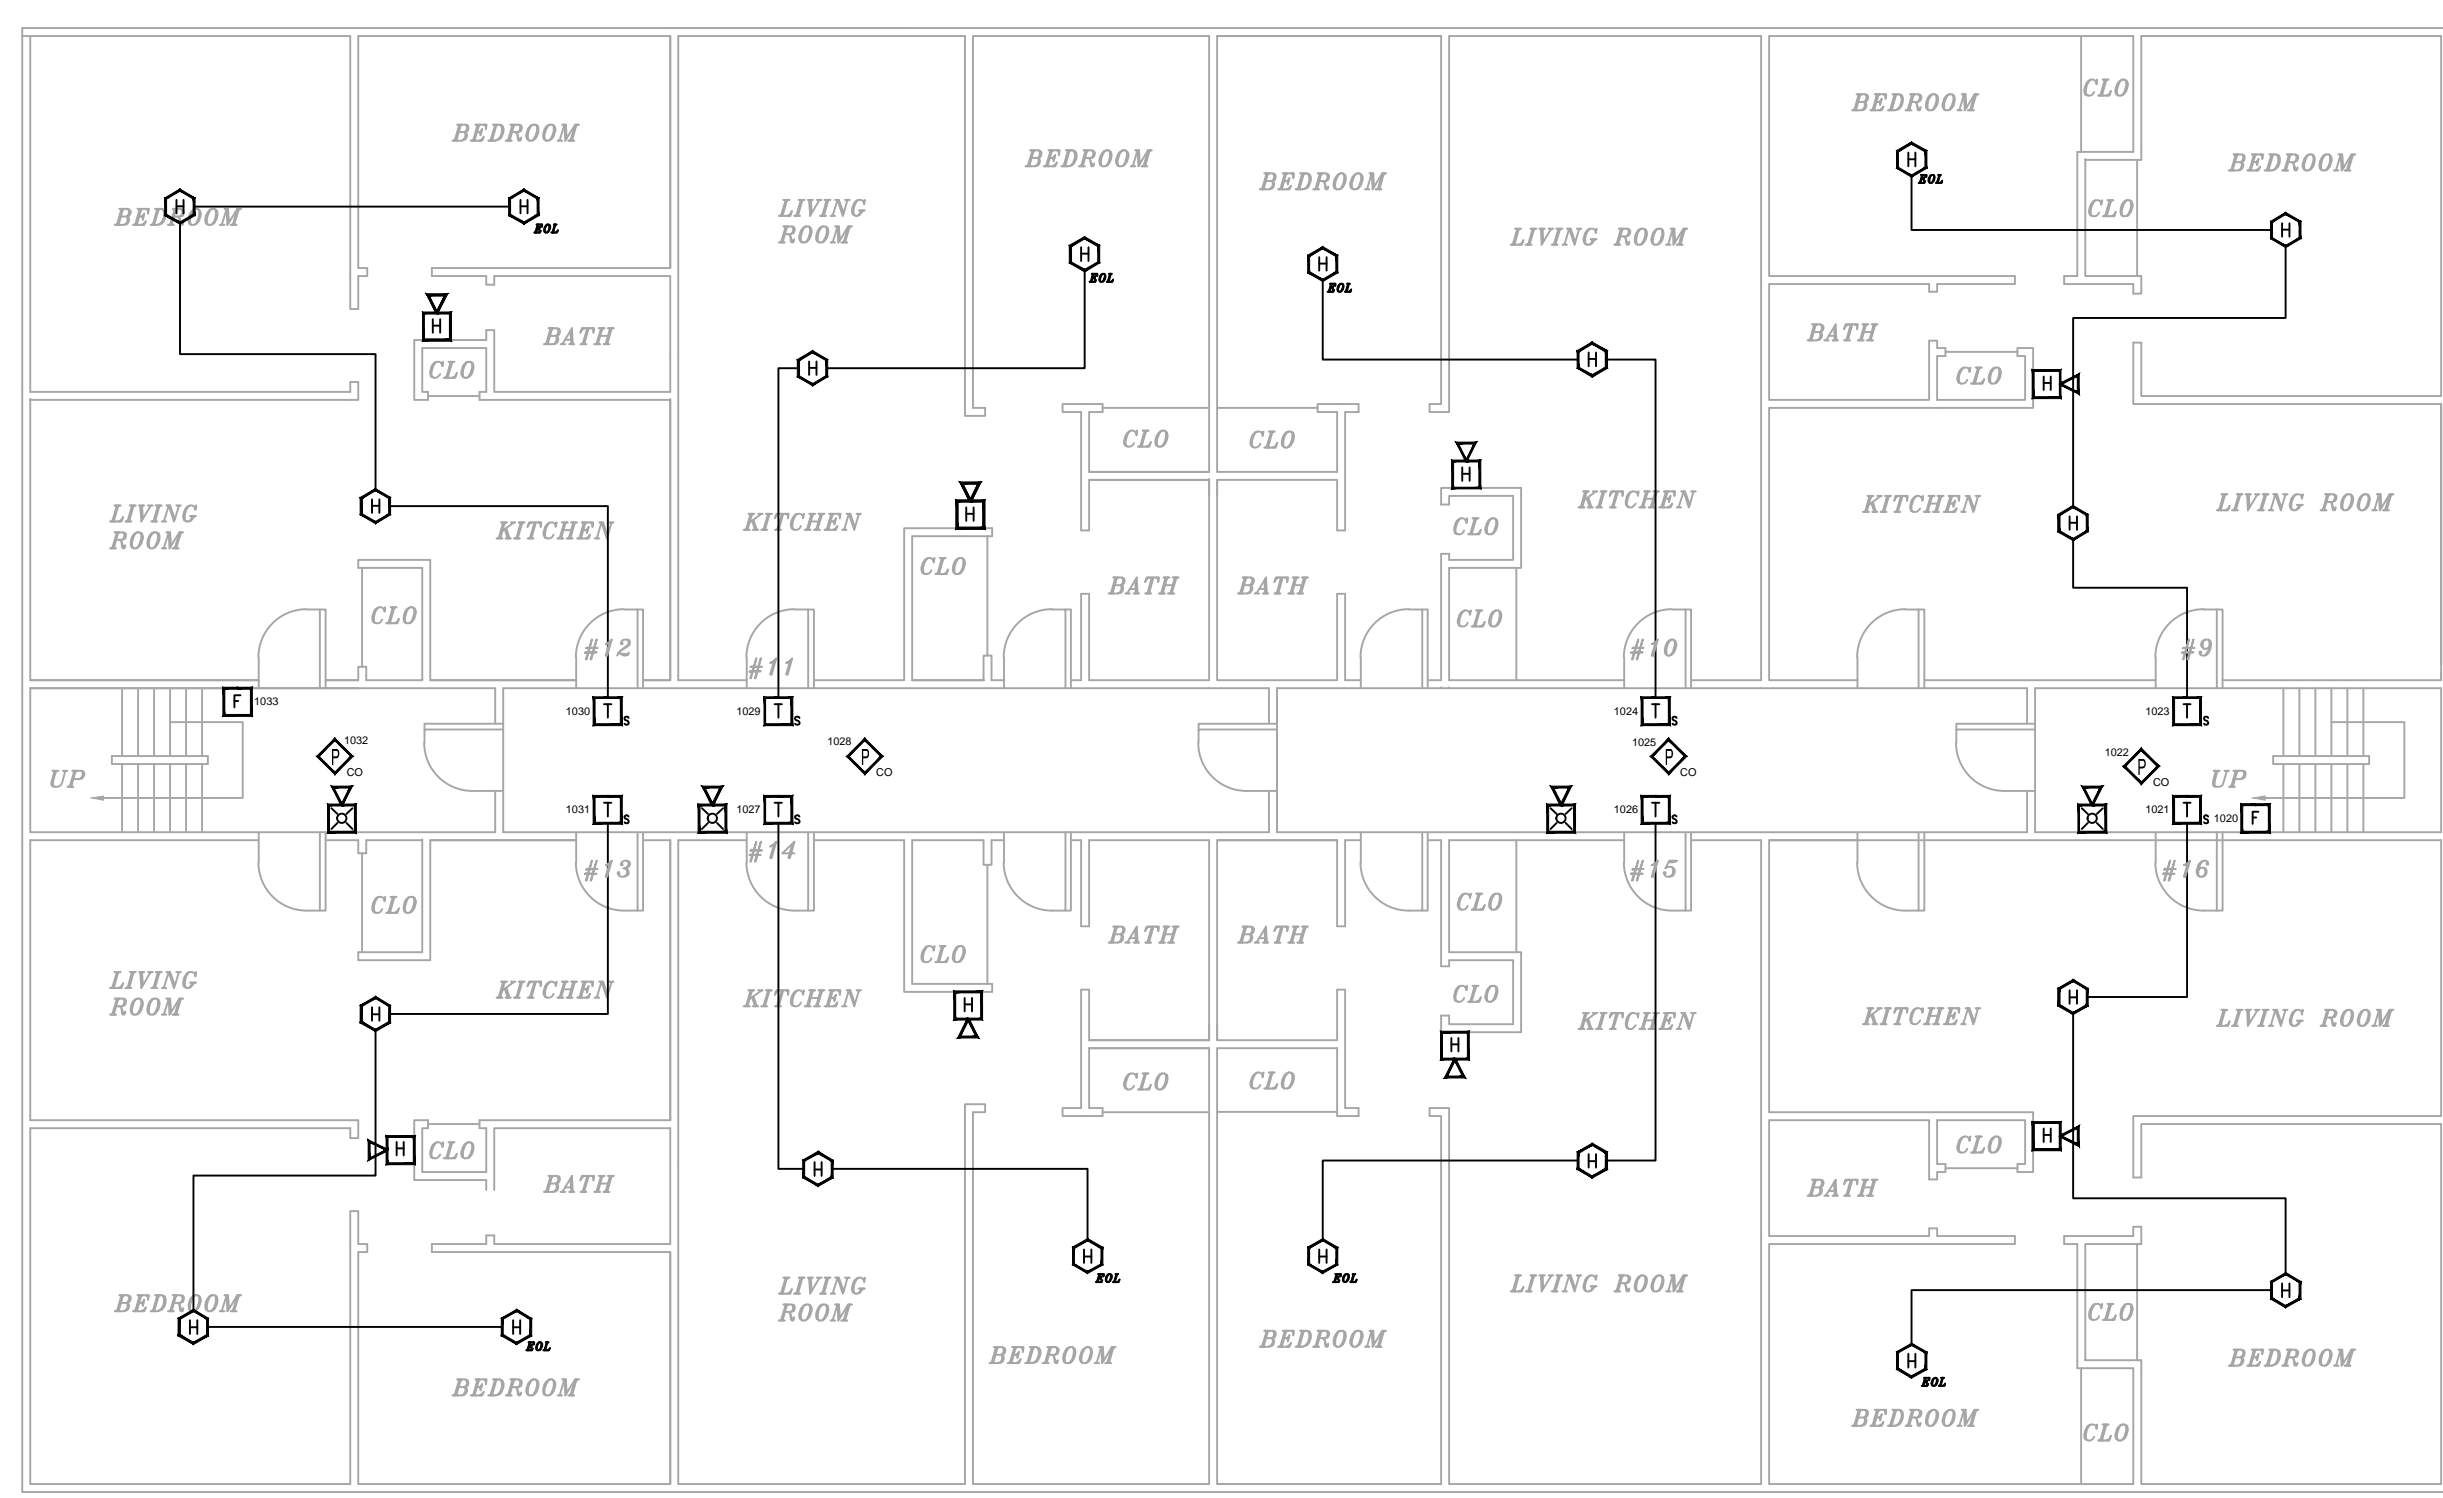 CLO
BEDROOM
BEDROOM
BEDROOM
BEDROOM
BEDROOM
H
EOL
BEDROOM
H
H
EOL
BEDROOM
LIVING
ROOM
CLO
H
LIVING ROOM
H
EOL
H
EOL
H
BATH
BATH
H
H
CLO
CLO
H
CLO
CLO
H
KITCHEN
LIVING ROOM
KITCHEN
H
LIVING
ROOM
H
KITCHEN
KITCHEN
H
CLO
H
CLO
BATH
BATH
CLO
CLO
#12
#11
#10
#9
F
1033
1030
T
S
1029
T
S
1024
T
S
1023
T
S
1032
P
CO
1028
P
CO
1025
P
CO
1022
P
CO
UP
UP
1031
T
S
1027
T
S
1026
T
S
1021
T
S
1020
F
#13
#14
#15
#16
CLO
CLO
BATH
BATH
CLO
LIVING
ROOM
KITCHEN
KITCHEN
H
CLO
KITCHEN
H
KITCHEN
LIVING ROOM
H
H
CLO
CLO
H
CLO
H
CLO
BATH
H
H
BATH
H
EOL
H
EOL
LIVING
ROOM
LIVING ROOM
H
BEDROOM
H
H
EOL
CLO
BEDROOM
BEDROOM
H
EOL
BEDROOM
BEDROOM
BEDROOM
CLO